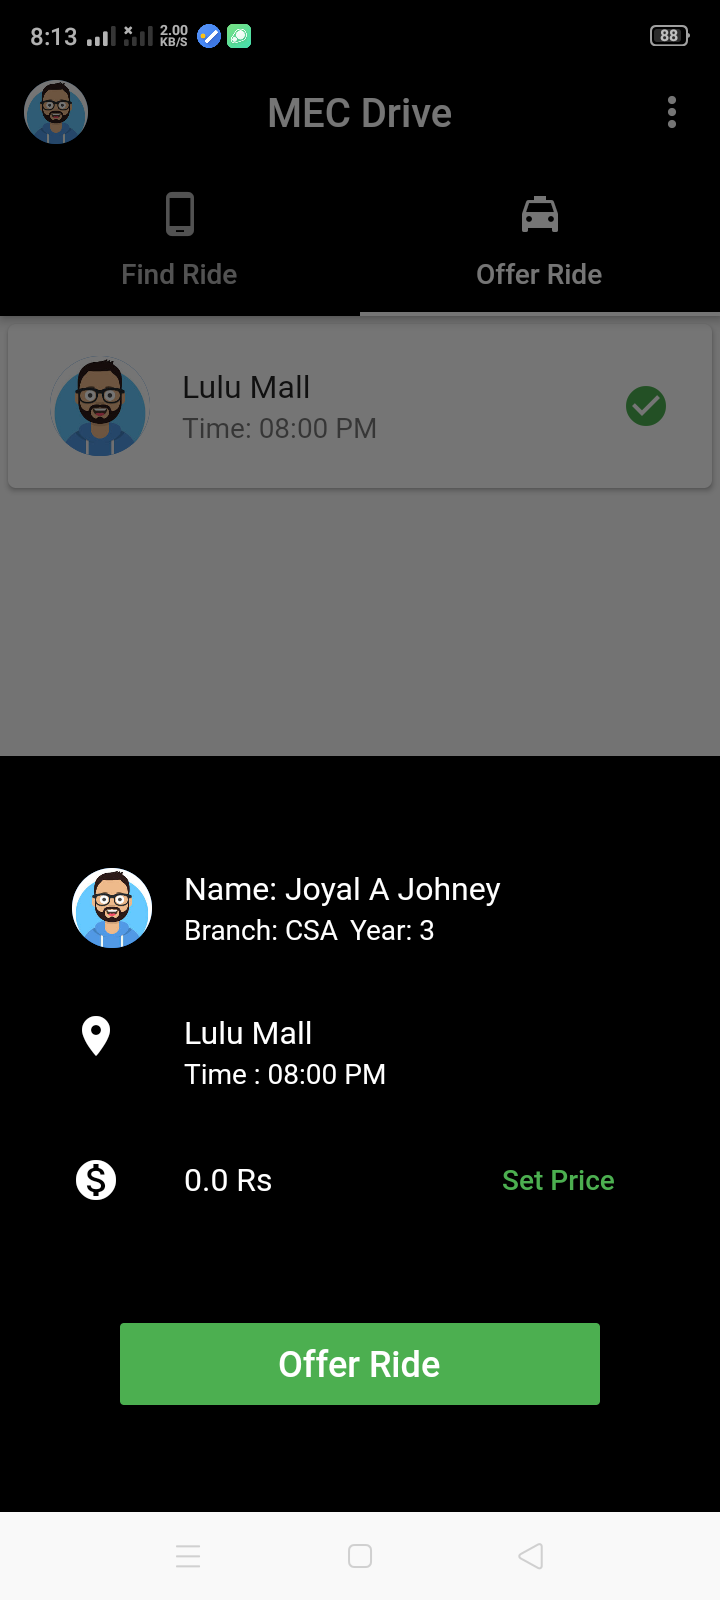 8:13 2.00 KB/S 88
MEC Drive
Find Ride Offer Ride
Lulu Mall
Time: 08:00 PM
Name: Joyal A Johney
Branch: CSA Year: 3
Lulu Mall
Time : 08:00 PM
$ 0.0 Rs Set Price
Offer Ride